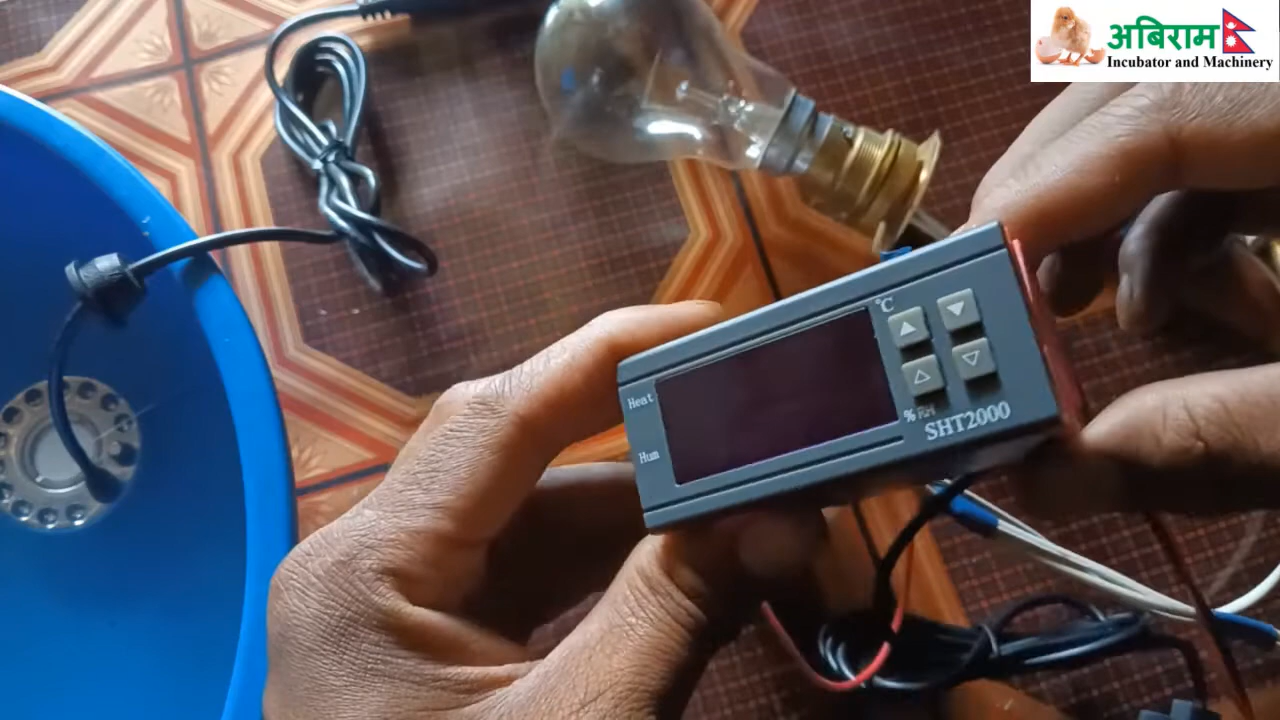 अबिराम
Incubator and Machinery
°C
Heat
Hum
%RH
SHT2000